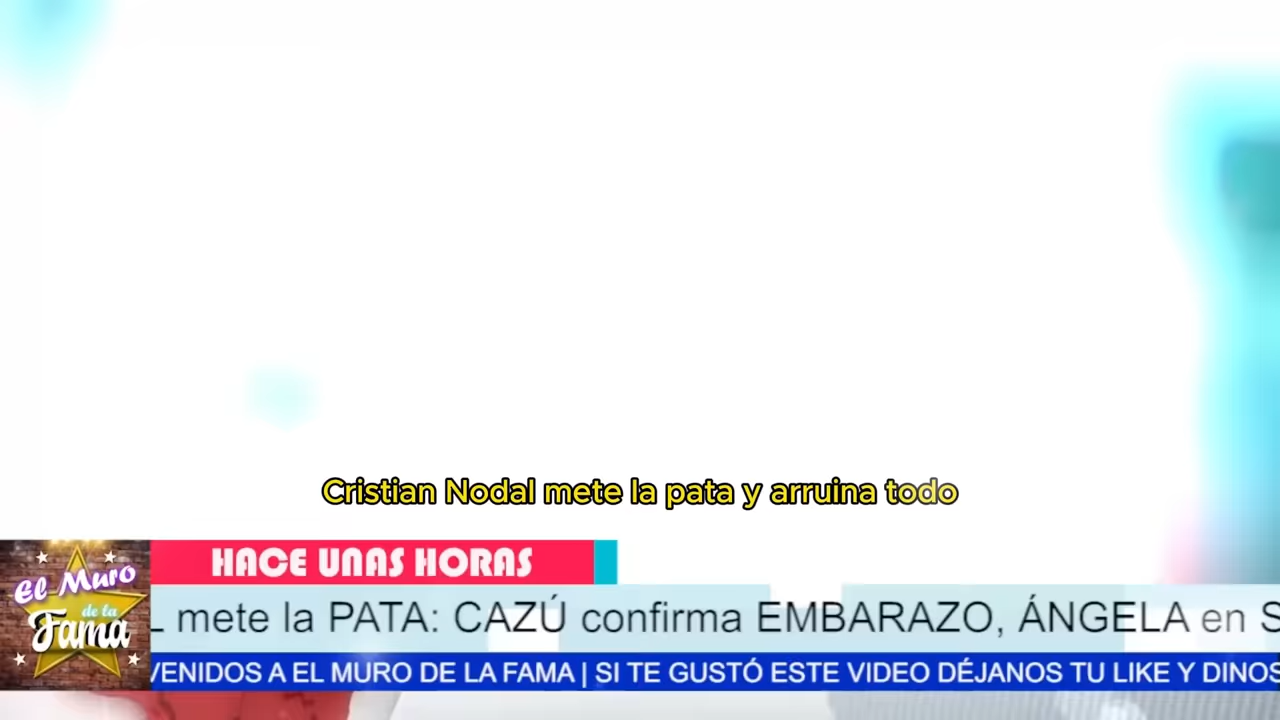 Cristian Nodal mete la pata y arruina todo
HACE UNAS HORAS
El Muro
de la
Fama
L mete la PATA: CAZÚ confirma EMBARAZO, ÁNGELA en S
VENIDOS A EL MURO DE LA FAMA | SI TE GUSTÓ ESTE VIDEO DÉJANOS TU LIKE Y DINOS